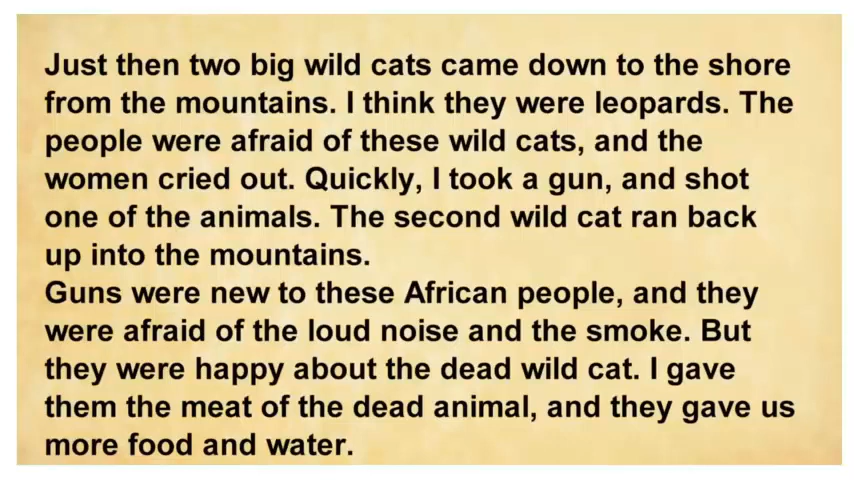 Just then two big wild cats came down to the shore
from the mountains. I think they were leopards. The
people were afraid of these wild cats, and the
women cried out. Quickly, I took a gun, and shot
one of the animals. The second wild cat ran back
up into the mountains.
Guns were new to these African people, and they
were afraid of the loud noise and the smoke. But
they were happy about the dead wild cat. I gave
them the meat of the dead animal, and they gave us
more food and water.